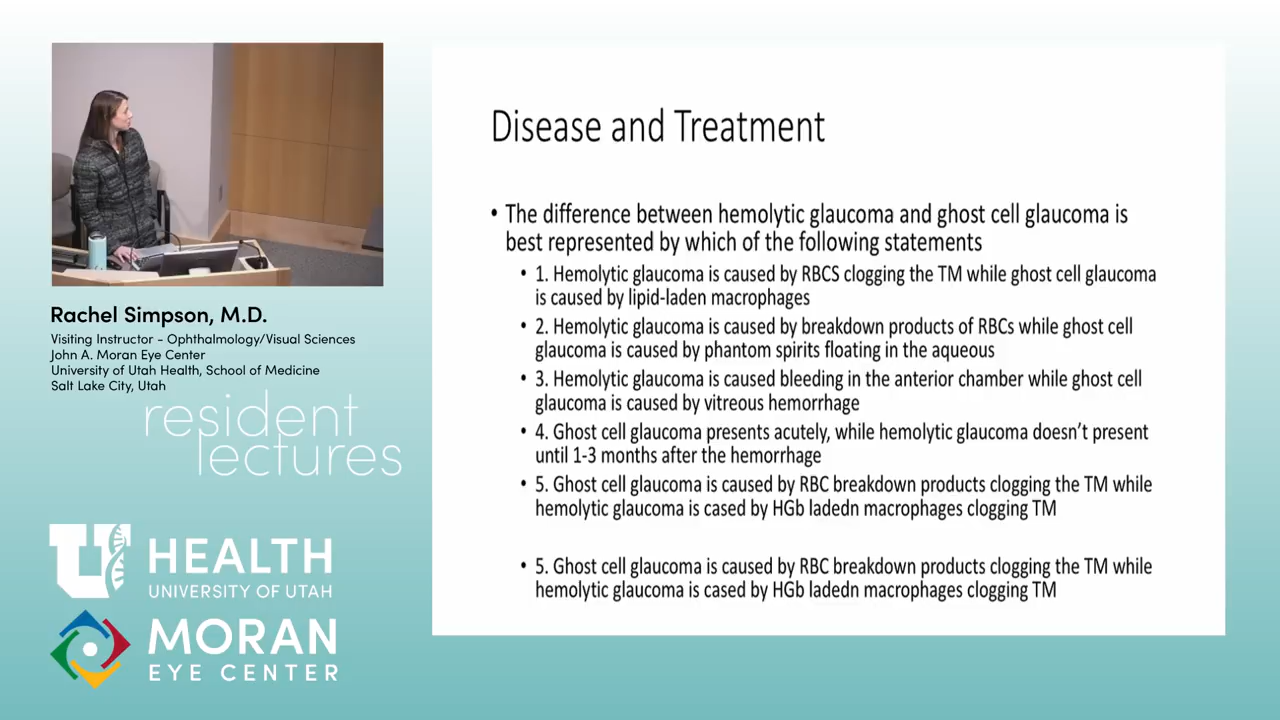 Disease and Treatment
• The difference between hemolytic glaucoma and ghost cell glaucoma is
best represented by which of the following statements
• 1. Hemolytic glaucoma is caused by RBCS clogging the TM while ghost cell glaucoma
is caused by lipid-laden macrophages
• 2. Hemolytic glaucoma is caused by breakdown products of RBCs while ghost cell
glaucoma is caused by phantom spirits floating in the aqueous
• 3. Hemolytic glaucoma is caused bleeding in the anterior chamber while ghost cell
glaucoma is caused by vitreous hemorrhage
• 4. Ghost cell glaucoma presents acutely, while hemolytic glaucoma doesn't present
until 1-3 months after the hemorrhage
• 5. Ghost cell glaucoma is caused by RBC breakdown products clogging the TM while
hemolytic glaucoma is cased by HGb ladedn macrophages clogging TM
• 5. Ghost cell glaucoma is caused by RBC breakdown products clogging the TM while
hemolytic glaucoma is cased by HGb ladedn macrophages clogging TM
Rachel Simpson, M.D.
Visiting Instructor - Ophthalmology/Visual Sciences
John A. Moran Eye Center
University of Utah Health, School of Medicine
Salt Lake City, Utah
resident
lectures
U HEALTH
UNIVERSITY OF UTAH
MORAN
EYE CENTER